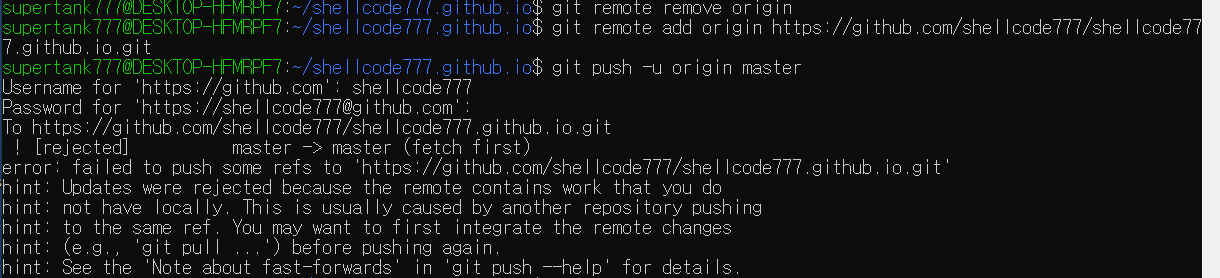 supertank777@DESKTOP-HFMRPF7:~/shellcode777.github.io$ git remote remove origin
supertank777@DESKTOP-HFMRPF7:~/shellcode777.github.io$ git remote add origin https://github.com/shellcode777/shellcode77
7.github.io.git
supertank777@DESKTOP-HFMRPF7:~/shellcode777.github.io$ git push -u origin master
Username for 'https://github.com': shellcode777
Password for 'https://shellcode777@github.com':
To https://github.com/shellcode777/shellcode777.github.io.git
 ! [rejected]        master -> master (fetch first)
error: failed to push some refs to 'https://github.com/shellcode777/shellcode777.github.io.git'
hint: Updates were rejected because the remote contains work that you do
hint: not have locally. This is usually caused by another repository pushing
hint: to the same ref. You may want to first integrate the remote changes
hint: (e.g., 'git pull ...') before pushing again.
hint: See the 'Note about fast-forwards' in 'git push --help' for details.